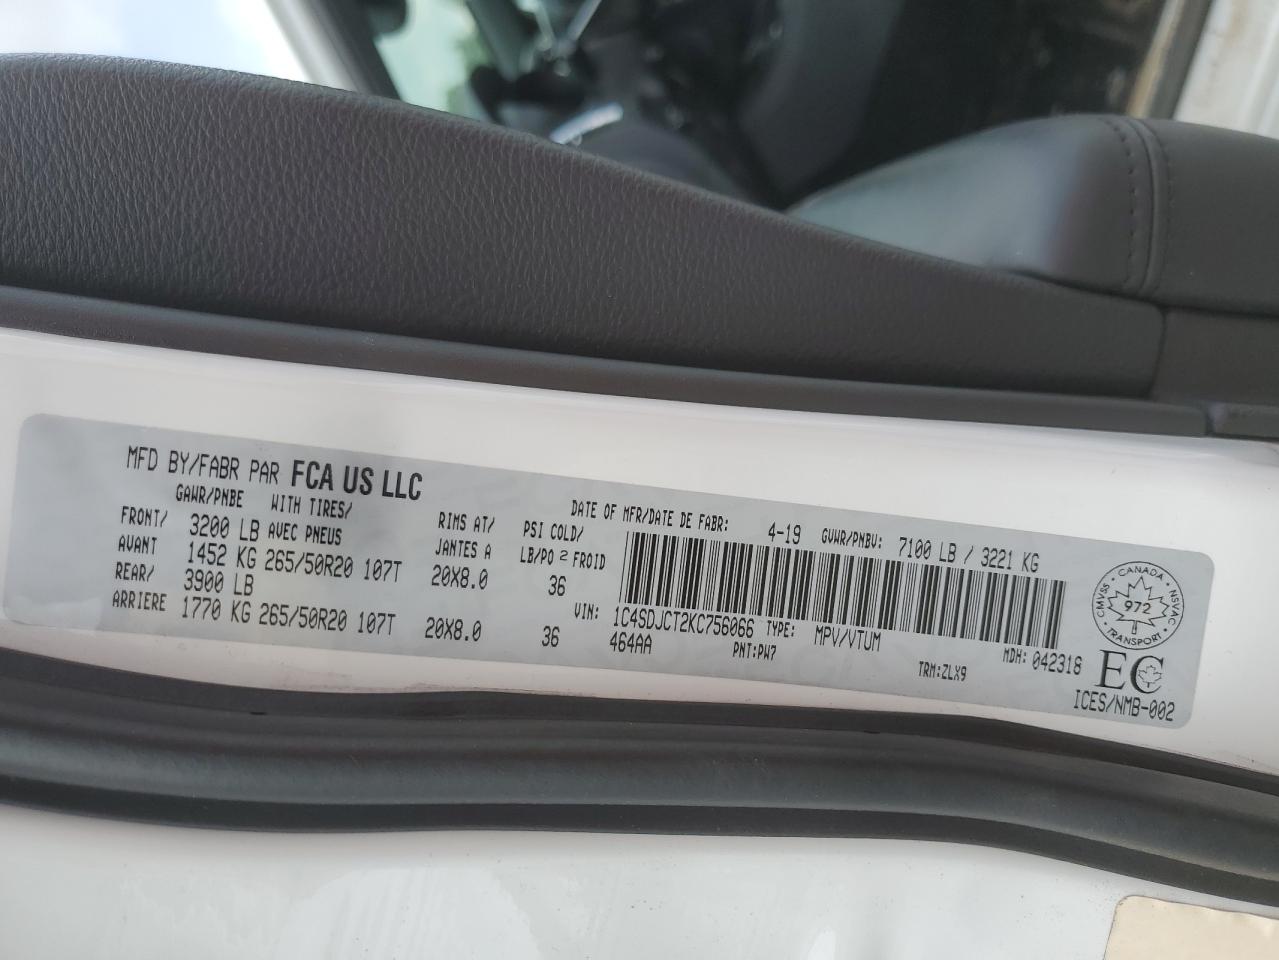 MFD BY/FABR PAR FCA US LLC
DATE OF MFR/DATE DE FABR: 4-19 GVWR/PNBV: 7100 LB / 3221 KG
GAWR/PNBE WITH TIRES/ AVEC PNEUS RIMS AT/ JANTES A PSI COLD/ LB/PO 2 FROID
FRONT/ AVANT 3200 LB 1452 KG 265/50R20 107T 20X8.0 36
REAR/ ARRIERE 3900 LB 1770 KG 265/50R20 107T 20X8.0 36
VIN: 1C4SDJCT2KC756066 TYPE: MPV/VTUM MDH: 042318
464AA PNT:PW7 TRM:ZLX9
CANADA
CMVSS 972 NSVAC
TRANSPORT
EC
ICES/NMB-002